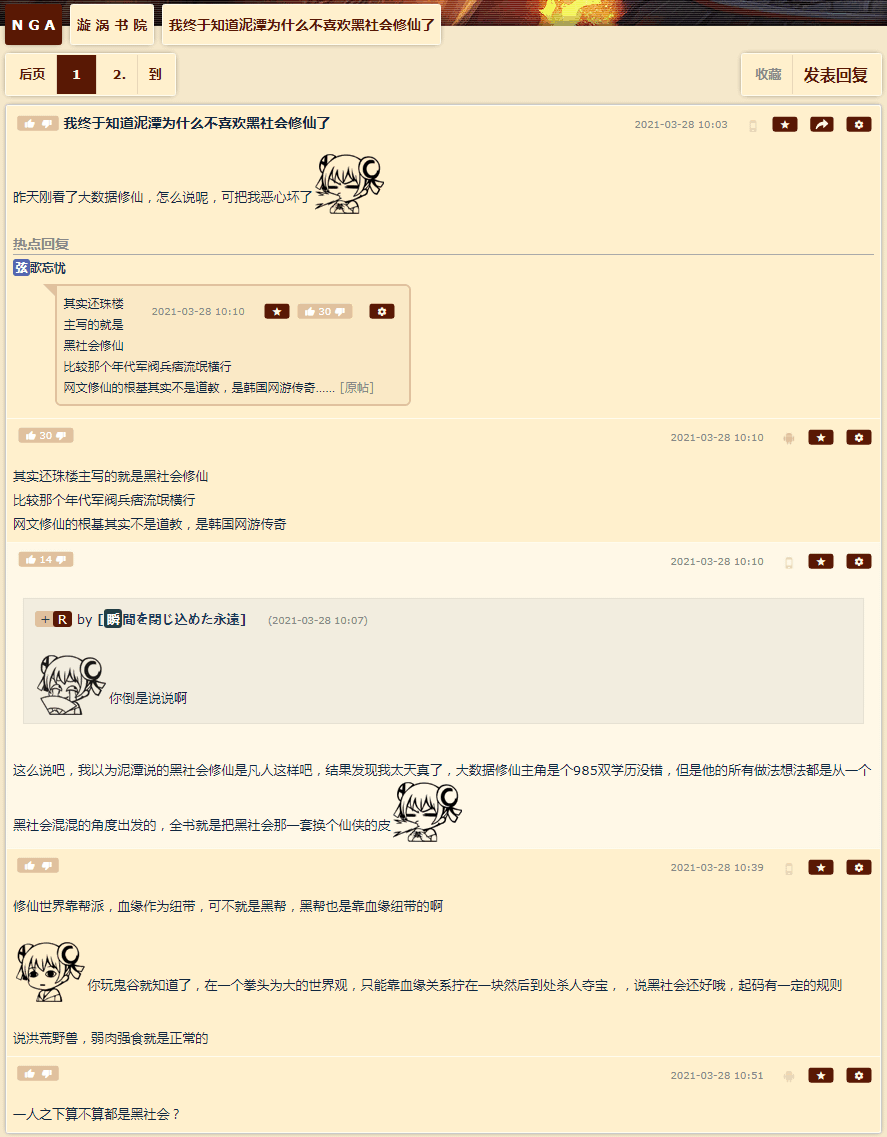 N G A
漩 涡 书 院
我终于知道泥潭为什么不喜欢黑社会修仙了
后页
1
2.
到
收藏
发表回复
我终于知道泥潭为什么不喜欢黑社会修仙了
2021-03-28 10:03
昨天刚看了大数据修仙，怎么说呢，可把我恶心坏了
热点回复
弦歌忘忧
其实还珠楼
2021-03-28 10:10
30
主写的就是
黑社会修仙
比较那个年代军阀兵痞流氓横行
网文修仙的根基其实不是道教，是韩国网游传奇...... [原帖]
30
2021-03-28 10:10
其实还珠楼主写的就是黑社会修仙
比较那个年代军阀兵痞流氓横行
网文修仙的根基其实不是道教，是韩国网游传奇
14
2021-03-28 10:10
+ R by [瞬間を閉じ込めた永遠] (2021-03-28 10:07)
你倒是说说啊
这么说吧，我以为泥潭说的黑社会修仙是凡人这样吧，结果发现我太天真了，大数据修仙主角是个985双学历没错，但是他的所有做法想法都是从一个
黑社会混混的角度出发的，全书就是把黑社会那一套换个仙侠的皮
2021-03-28 10:39
修仙世界靠帮派，血缘作为纽带，可不就是黑帮，黑帮也是靠血缘纽带的啊
你玩鬼谷就知道了，在一个拳头为大的世界观，只能靠血缘关系拧在一块然后到处杀人夺宝，，说黑社会还好哦，起码有一定的规则
说洪荒野兽，弱肉强食就是正常的
2021-03-28 10:51
一人之下算不算都是黑社会？